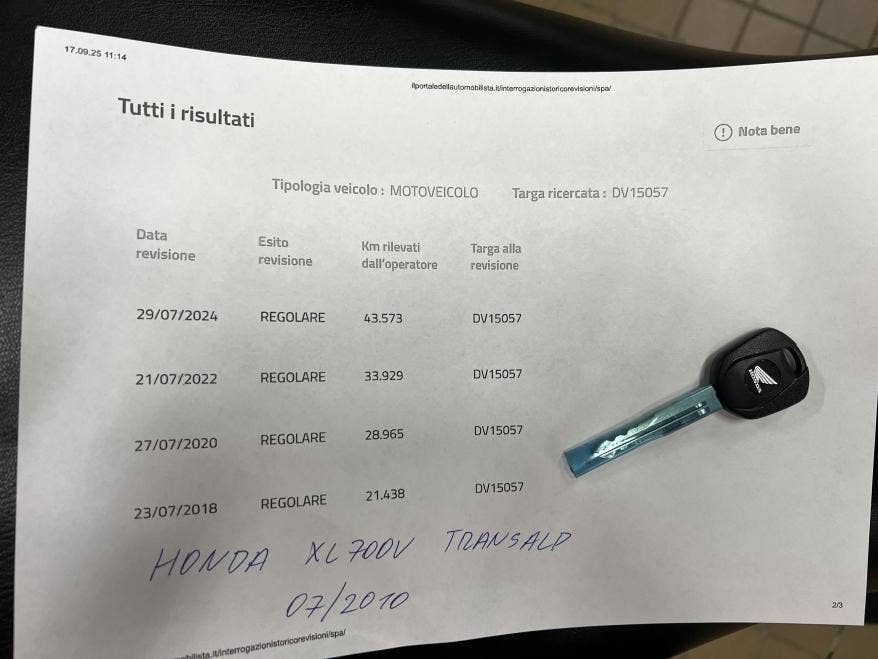 17.09.25 11:14
ilportaledellautomobilista.it/interrogazionistoricorevisioni/spa/
Tutti i risultati
Nota bene
Tipologia veicolo : MOTOVEICOLO Targa ricercata : DV15057
Data revisione Esito revisione Km rilevati dall'operatore Targa alla revisione
29/07/2024 REGOLARE 43.573 DV15057
21/07/2022 REGOLARE 33,929 DV15057
27/07/2020 REGOLARE 28.965 DV15057
23/07/2018 REGOLARE 21.438 DV15057
HONDA XL700V TRANSALP
07/2010
2/3
mobilista.it/interrogazionistoricorevisioni/spa/
HONDA